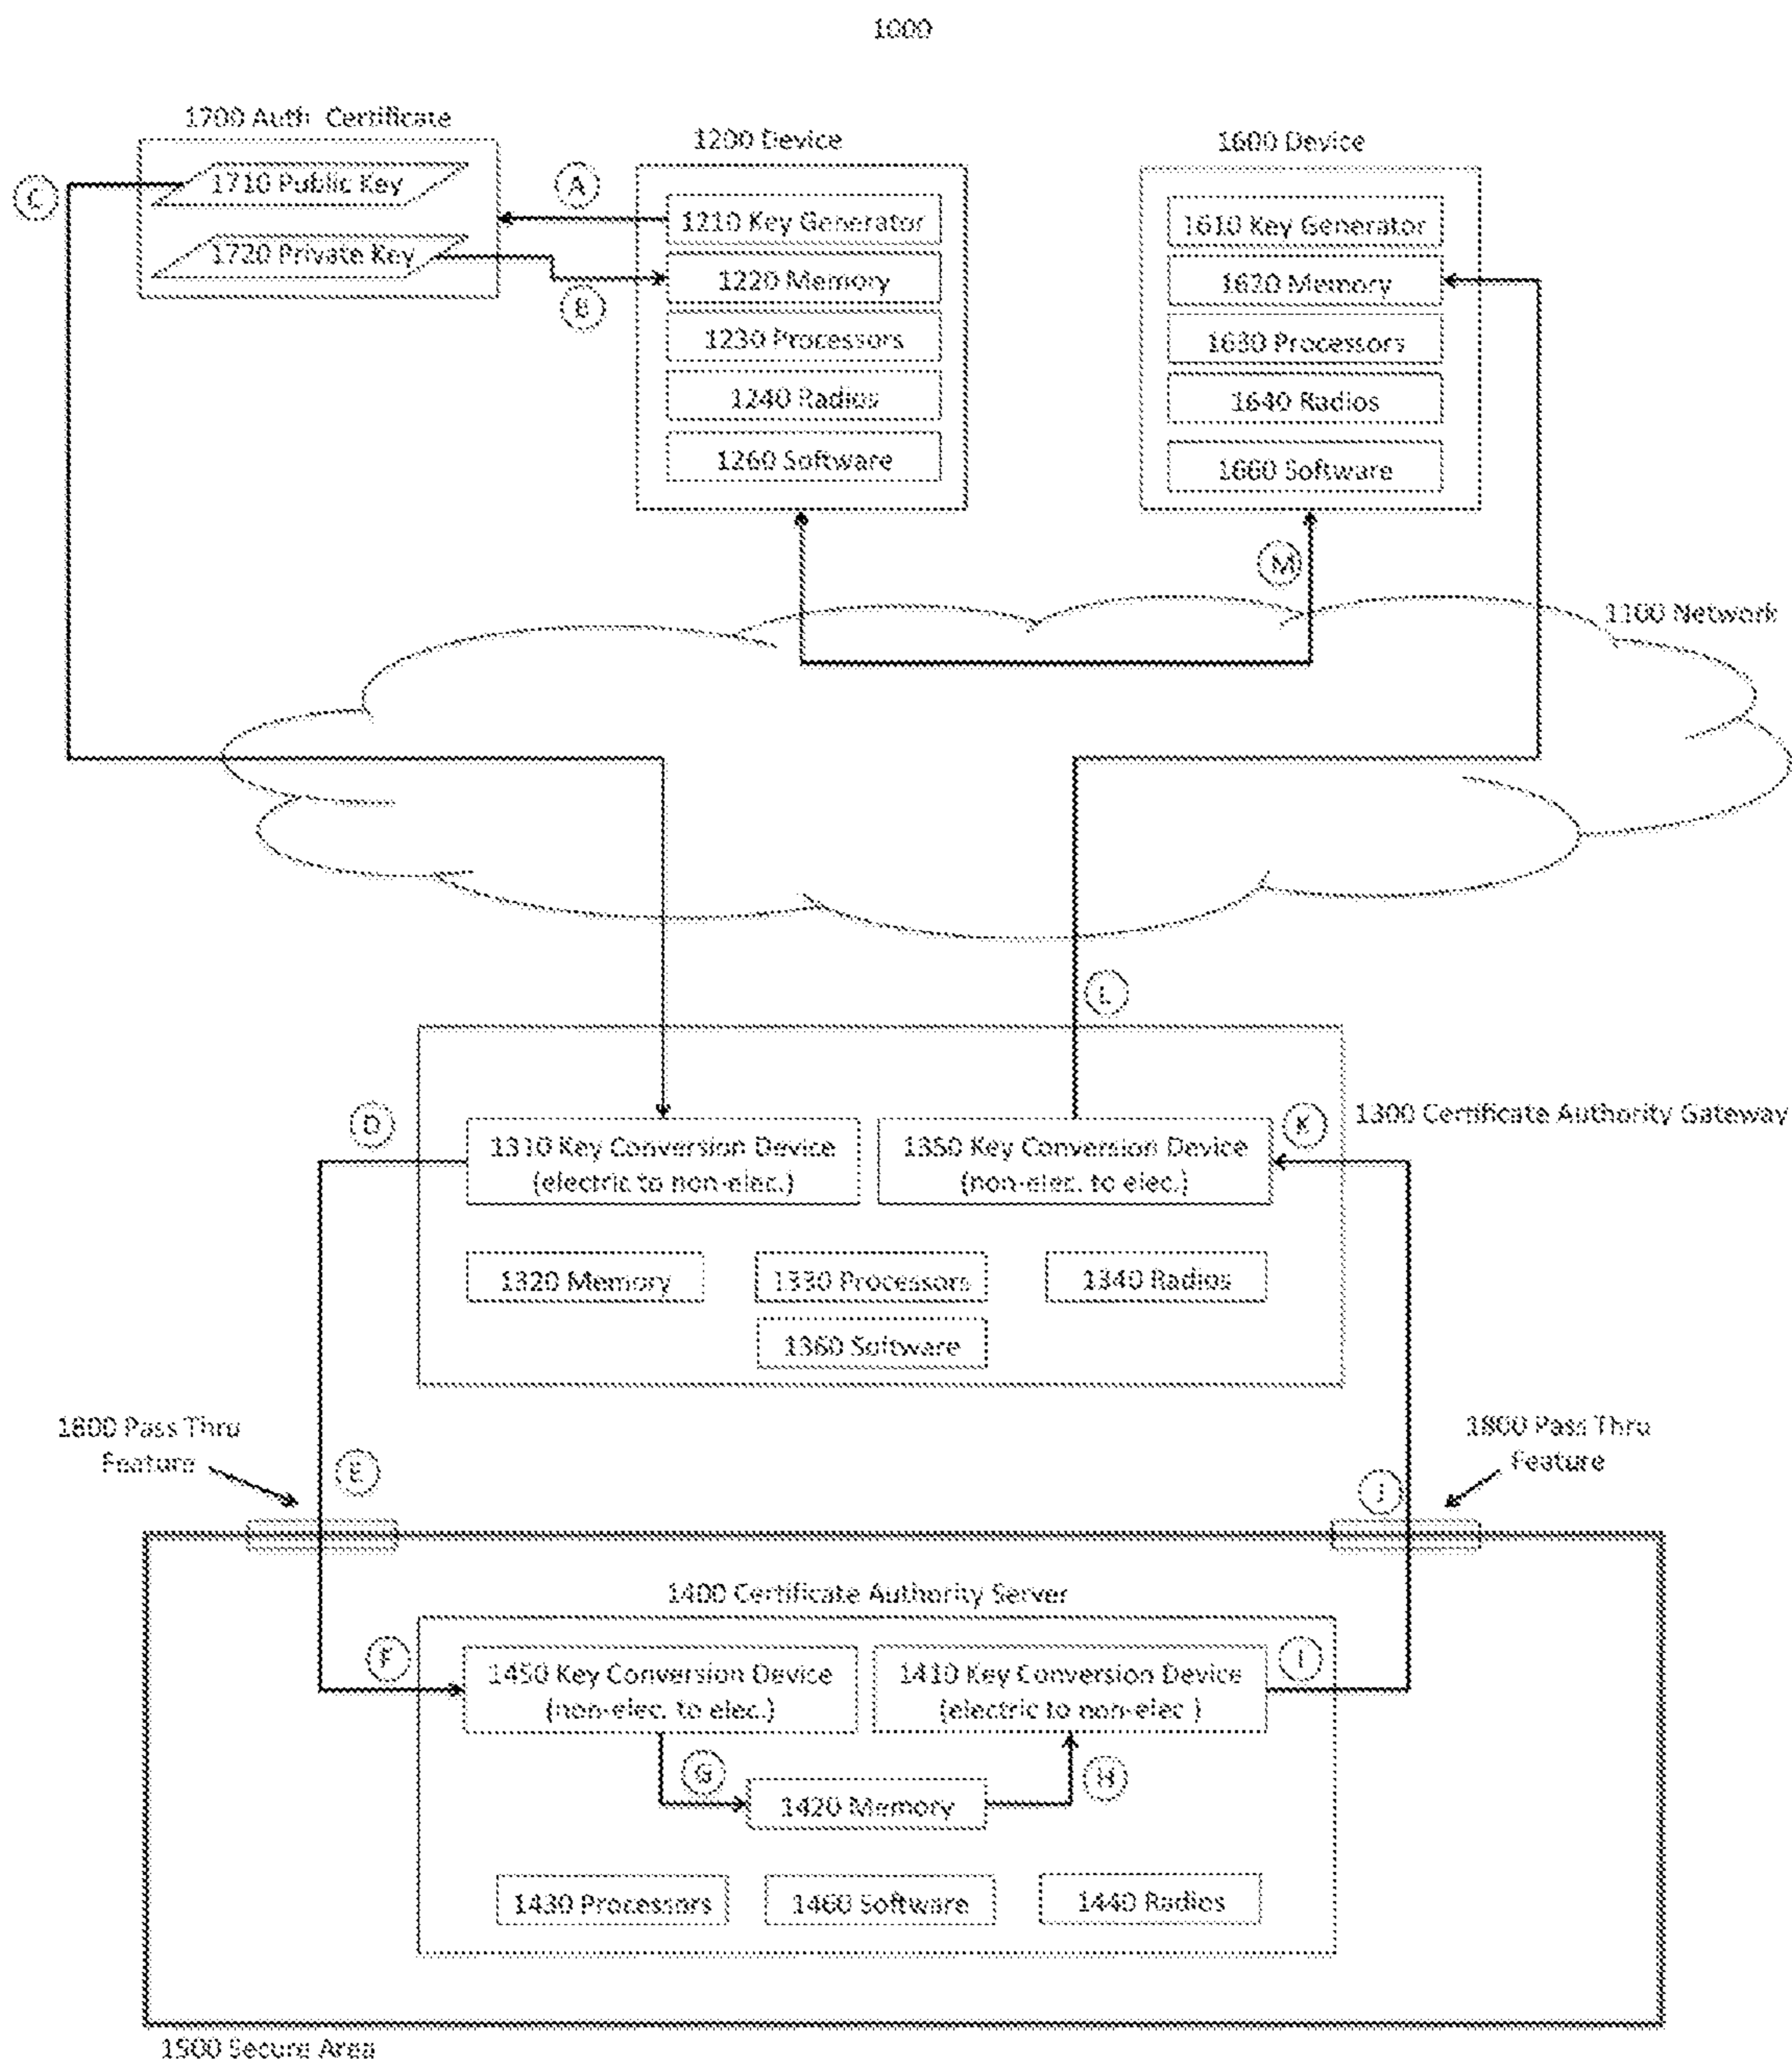 1000
1700 Auth Certificate
1200 Device
1600 Device
C
1710 Public Key
A
1210 Key Generator
1610 Key Generator
1720 Private Key
1220 Memory
1620 Memory
B
1230 Processors
1630 Processors
1240 Radios
1640 Radios
1260 Software
1660 Software
M
1100 Network
L
D
K
1300 Certificate Authority Gateway
1310 Key Conversion Device
(electric to non-elec.)
1350 Key Conversion Device
(non-elec. to elec.)
1320 Memory
1330 Processors
1340 Radios
1360 Software
1800 Pass Thru
Feature
E
1800 Pass Thru
Feature
J
1400 Certificate Authority Server
F
1450 Key Conversion Device
(non-elec. to elec.)
1410 Key Conversion Device
(electric to non-elec )
I
G
H
1420 Memory
1430 Processors
1460 Software
1440 Radios
1500 Secure Area